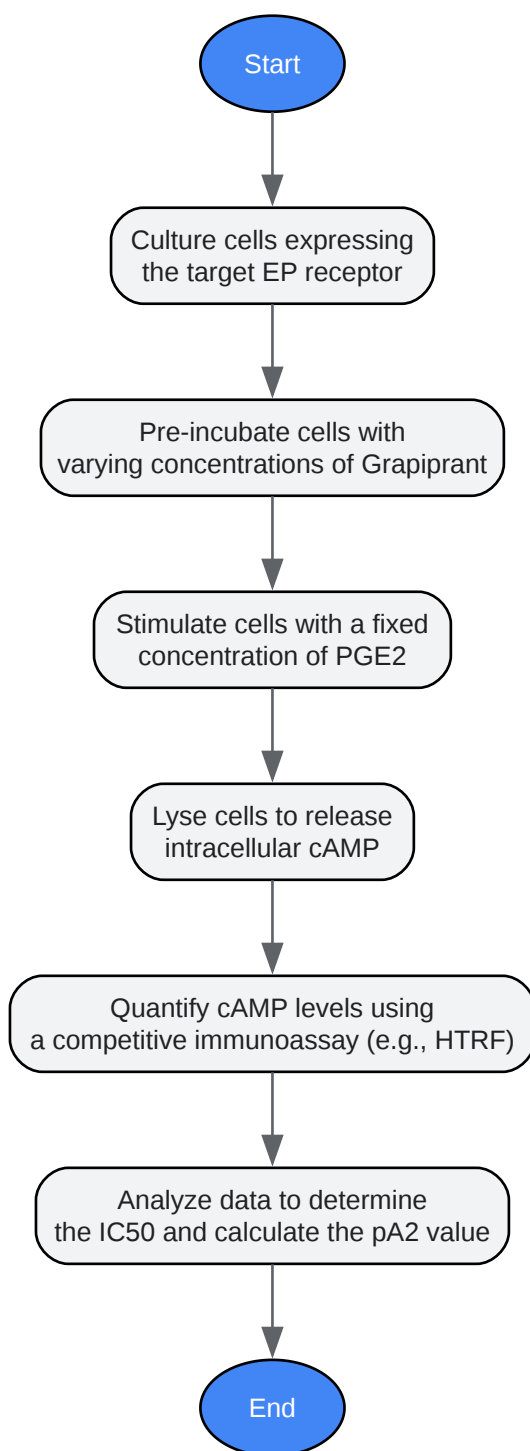 Start
Culture cells expressing
the target EP receptor
Pre-incubate cells with
varying concentrations of Grapiprant
Stimulate cells with a fixed
concentration of PGE2
Lyse cells to release
intracellular cAMP
Quantify cAMP levels using
a competitive immunoassay (e.g., HTRF)
Analyze data to determine
the IC50 and calculate the pA2 value
End